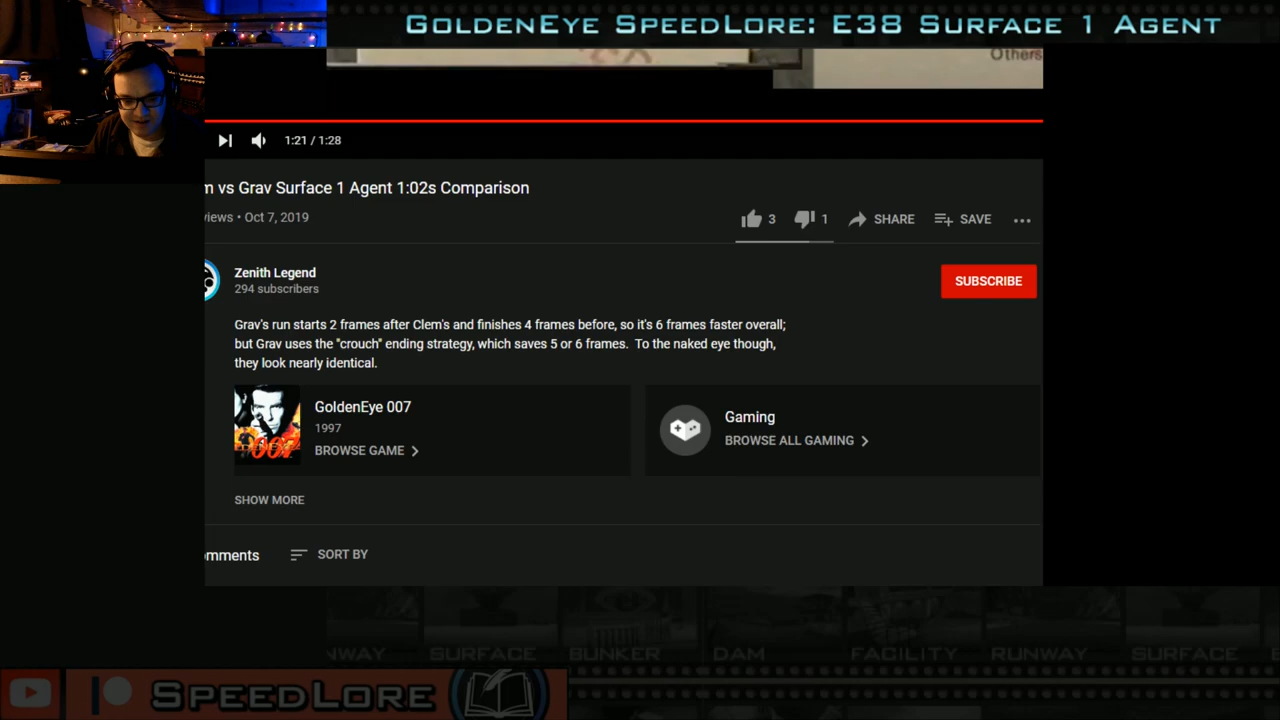 GOLDENEYE SPEEDLORE: E38 SURFACE 1 AGENT
Others
1:21 / 1:28
m vs Grav Surface 1 Agent 1:02s Comparison
views • Oct 7, 2019
3
1
SHARE
SAVE
Zenith Legend
294 subscribers
SUBSCRIBE
Grav's run starts 2 frames after Clem's and finishes 4 frames before, so it's 6 frames faster overall;
but Grav uses the "crouch" ending strategy, which saves 5 or 6 frames. To the naked eye though,
they look nearly identical.
007
GoldenEye 007
1997
BROWSE GAME
Gaming
BROWSE ALL GAMING
SHOW MORE
omments
SORT BY
NWAY SURFACE BUNKER DAM FACILITY RUNWAY SURFACE
SPEEDLORE